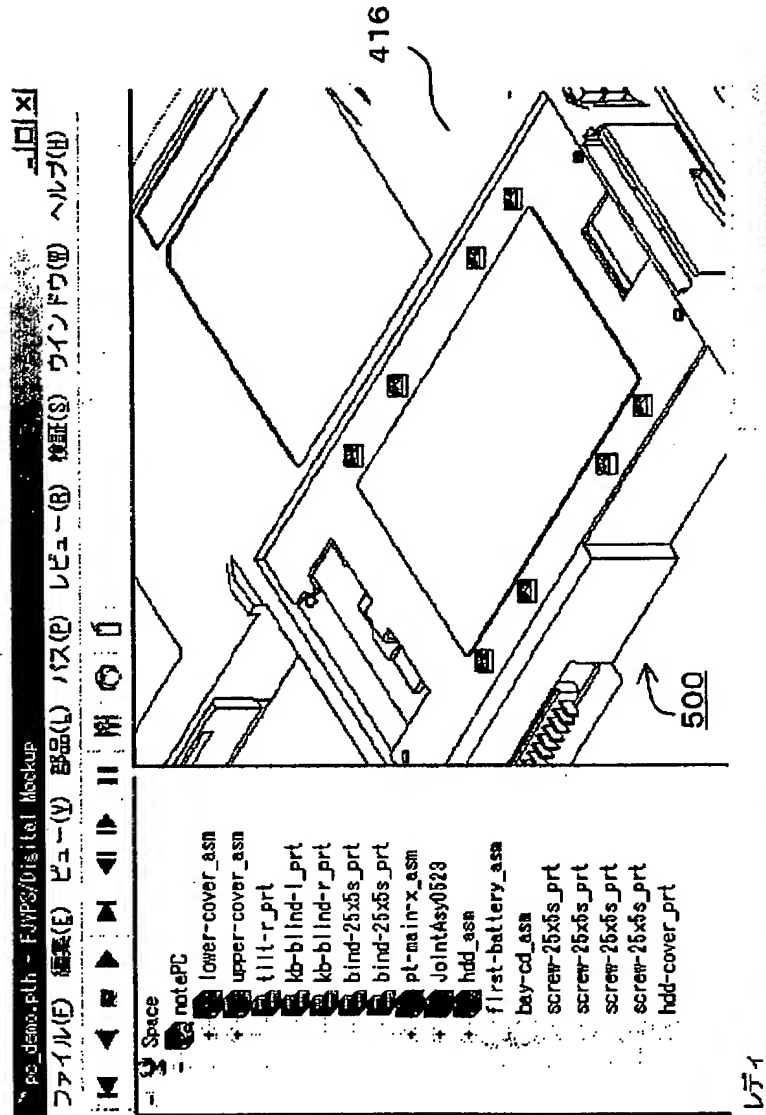 pc_demo.pth - FJVPS/Digital Mockup
ファイル(F) 編集(E) ビュー(V) 部品(L) パス(P) レビュー(R) 検証(S) ウインドウ(W) ヘルプ(H)
Space
notePC
lower-cover_asm
upper-cover_asm
tilt-r_prt
kb-blind-l_prt
kb-blind-r_prt
bind-25x5s_prt
bind-25x5s_prt
pt-main-x_asm
JointAsy0523
hdd_asm
first-battery_asm
bay-cd_asm
screw-25x5s_prt
screw-25x5s_prt
screw-25x5s_prt
screw-25x5s_prt
hdd-cover_prt
416
500
レディ